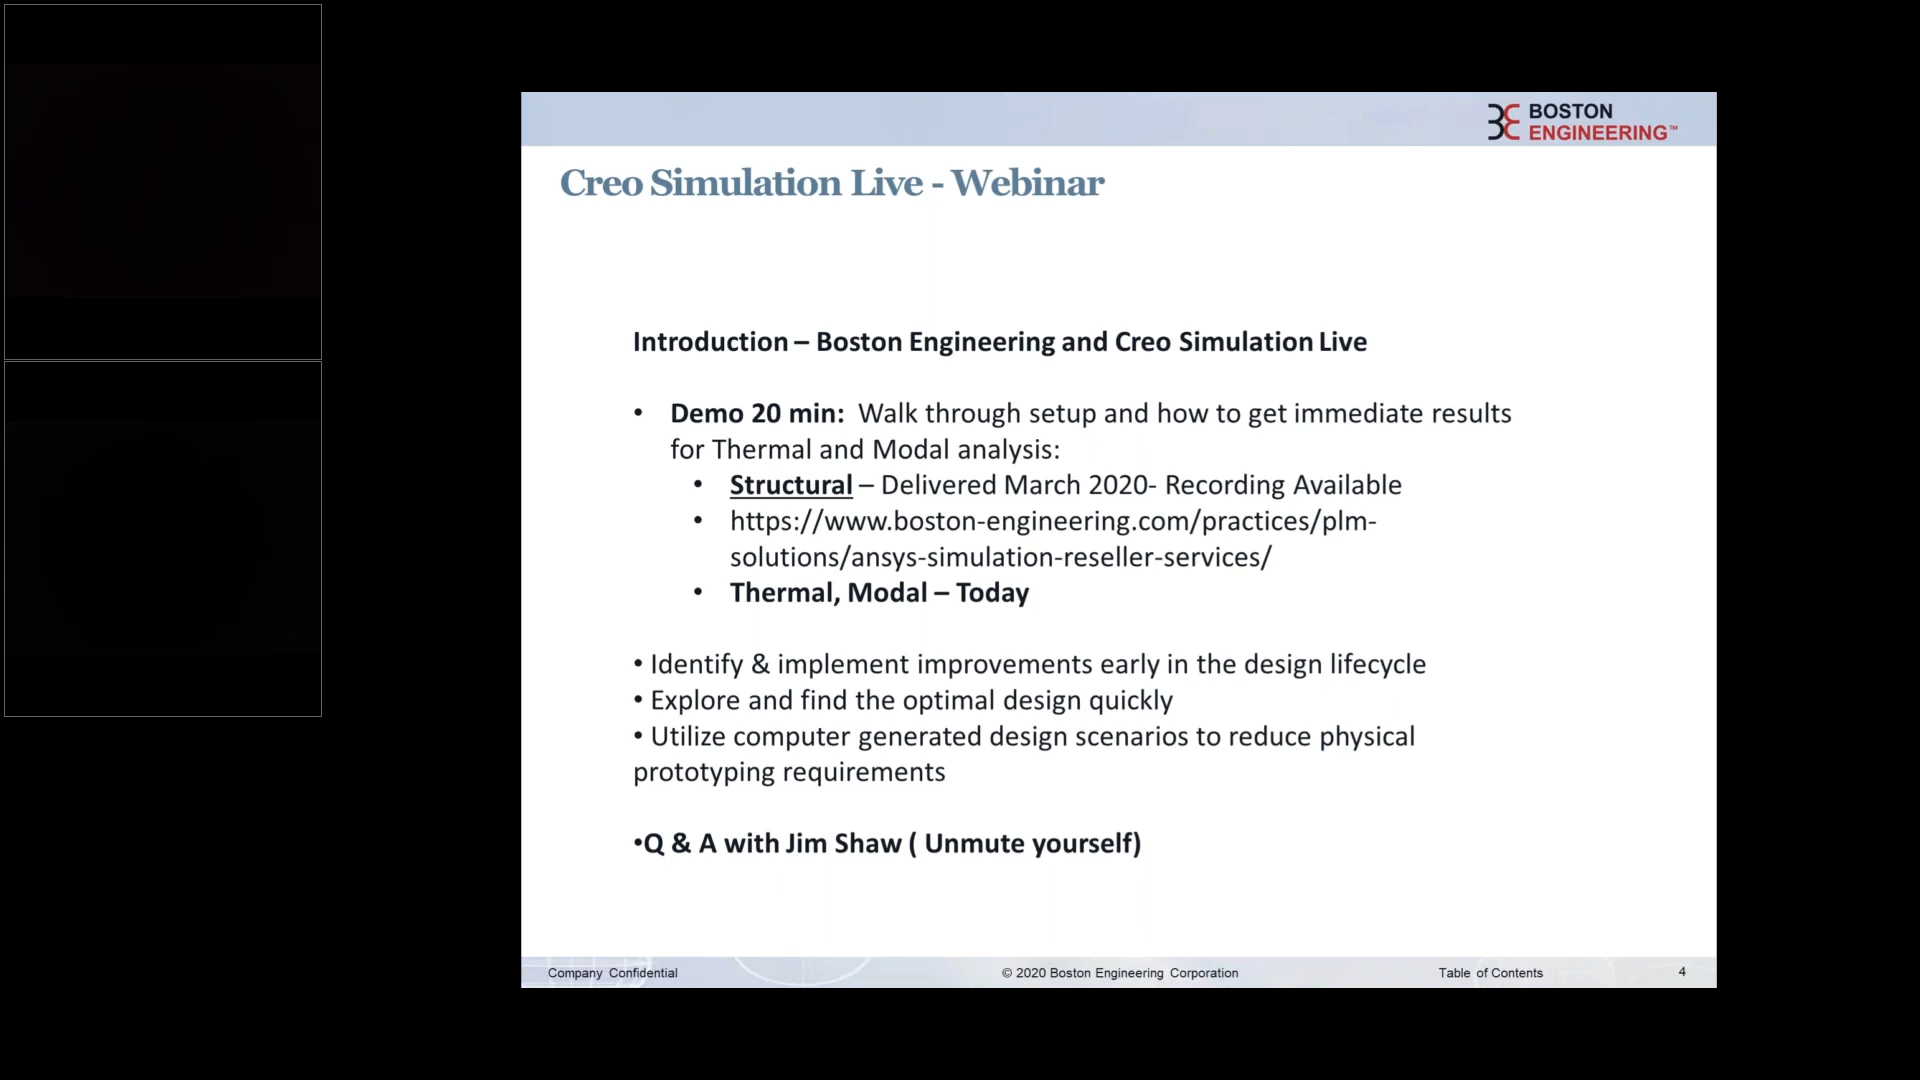 BOSTON
ENGINEERING™
Creo Simulation Live - Webinar
Introduction – Boston Engineering and Creo Simulation Live
• Demo 20 min: Walk through setup and how to get immediate results
for Thermal and Modal analysis:
• Structural – Delivered March 2020- Recording Available
• https://www.boston-engineering.com/practices/plm-
solutions/ansys-simulation-reseller-services/
• Thermal, Modal – Today
• Identify & implement improvements early in the design lifecycle
• Explore and find the optimal design quickly
• Utilize computer generated design scenarios to reduce physical
prototyping requirements
•Q & A with Jim Shaw ( Unmute yourself)
Company Confidential
© 2020 Boston Engineering Corporation
Table of Contents
4